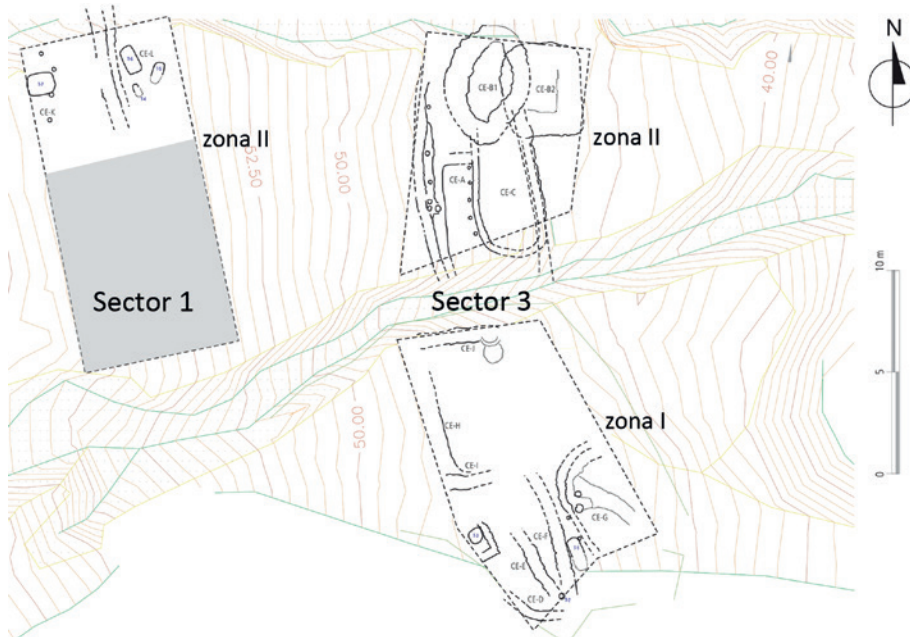 N
CE-L
CE-K
zona II
52.50
50.00
40.00
CE-B1
CE-B2
zona II
CE-A
CE-C
10 m
5
0
Sector 1
Sector 3
CE-J
50.00
zona I
CE-H
CE-I
CE-G
CE-F
CE-E
CE-D